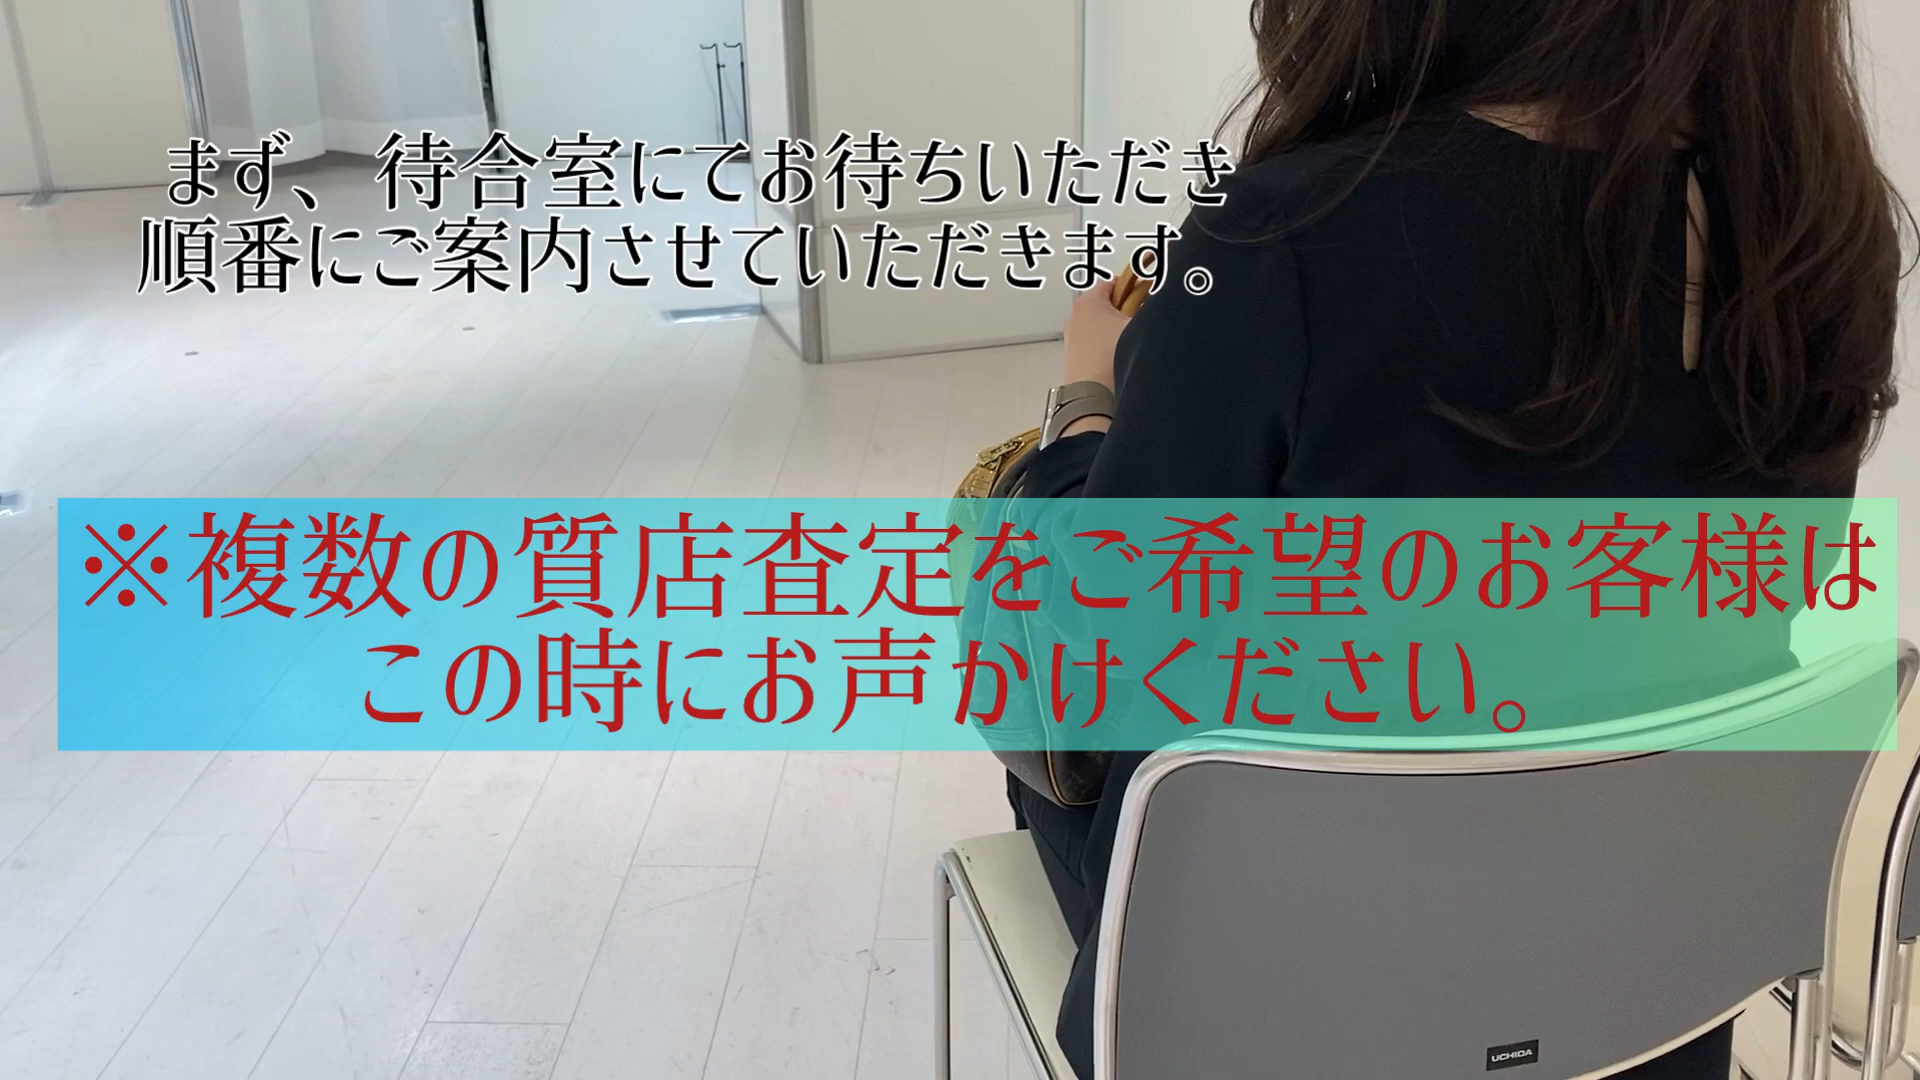 まず、待合室にてお待ちいただき
順番にご案内させていただきます。
※複数の質店査定をご希望のお客様は
この時にお声かけください。
UCHIDA